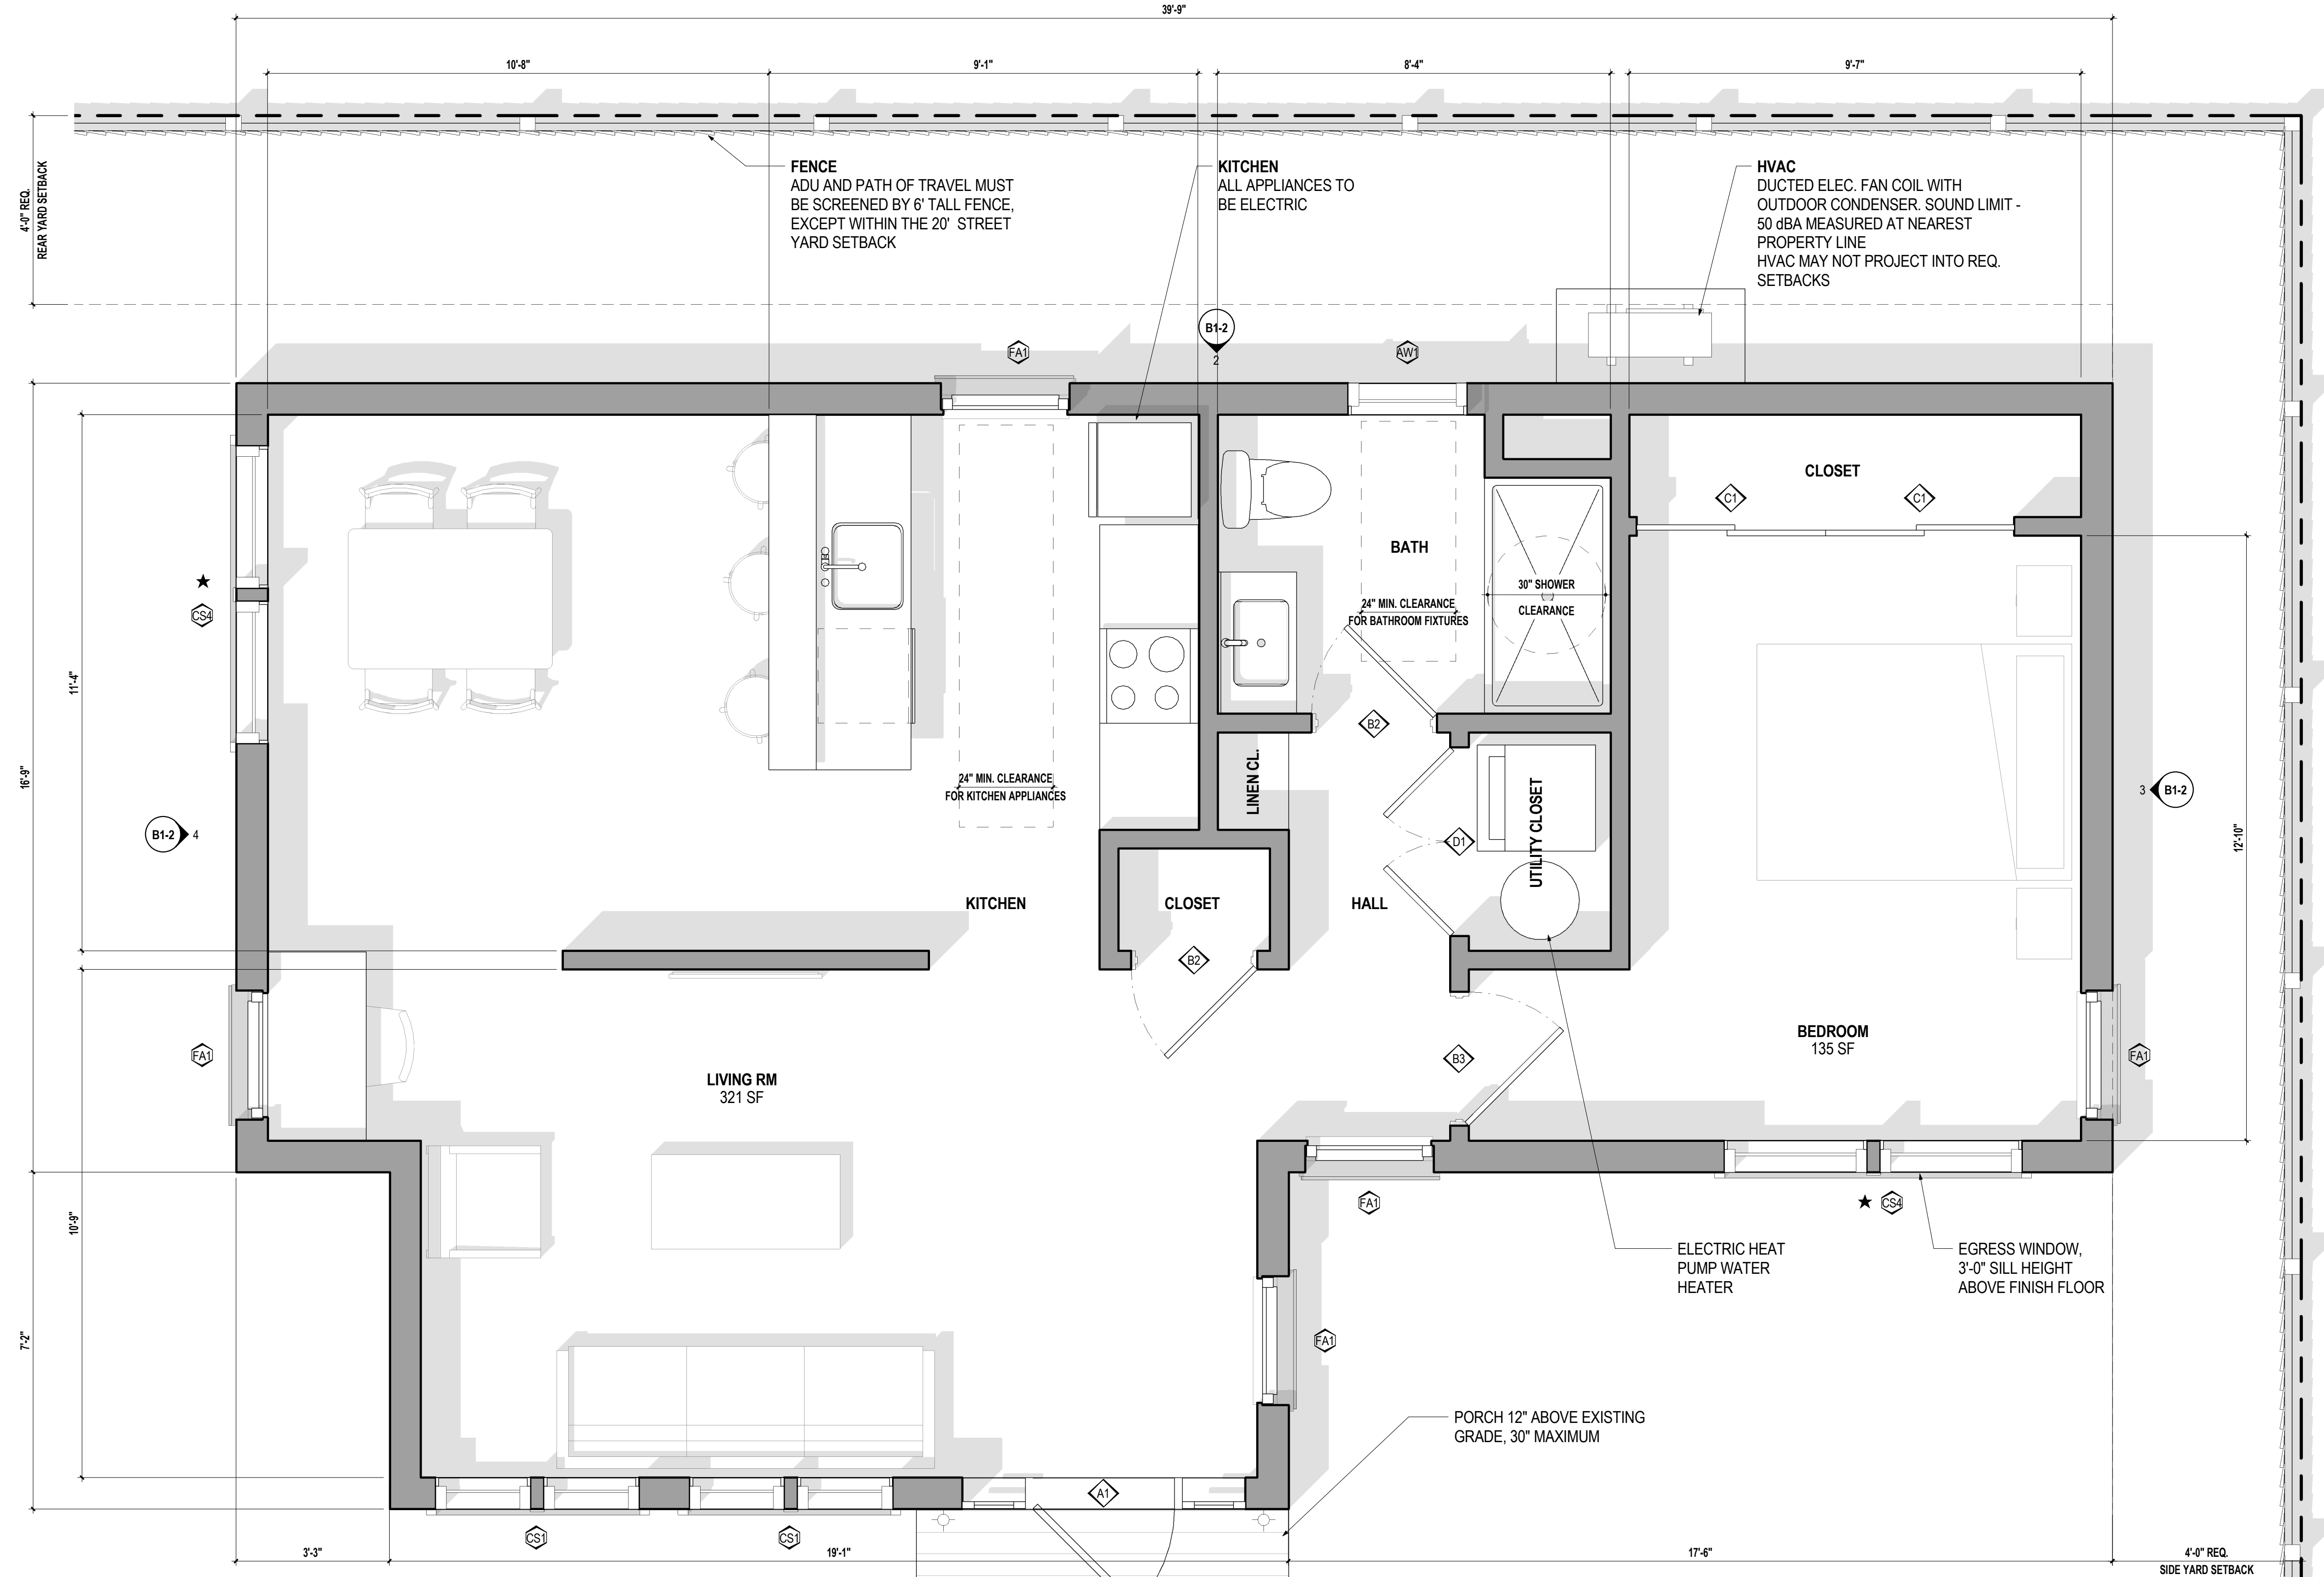 39'-9"
10'-8"
9'-1"
8'-4"
9'-7"
4'-0" REQ.
REAR YARD SETBACK
FENCE
ADU AND PATH OF TRAVEL MUST
BE SCREENED BY 6' TALL FENCE,
EXCEPT WITHIN THE 20' STREET
YARD SETBACK
KITCHEN
ALL APPLIANCES TO
BE ELECTRIC
HVAC
DUCTED ELEC. FAN COIL WITH
OUTDOOR CONDENSER. SOUND LIMIT -
50 dBA MEASURED AT NEAREST
PROPERTY LINE
HVAC MAY NOT PROJECT INTO REQ.
SETBACKS
B1-2
2
FA1
AW1
CLOSET
C1
C1
BATH
30" SHOWER
CLEARANCE
24" MIN. CLEARANCE
FOR BATHROOM FIXTURES
CS4
11'-4"
16'-9"
B2
24" MIN. CLEARANCE
FOR KITCHEN APPLIANCES
LINEN CL.
UTILITY CLOSET
D1
B1-2
4
3
B1-2
12'-10"
KITCHEN
CLOSET
HALL
B2
FA1
B3
BEDROOM
135 SF
FA1
LIVING RM
321 SF
FA1
CS4
10'-9"
7'-2"
ELECTRIC HEAT
PUMP WATER
HEATER
EGRESS WINDOW,
3'-0" SILL HEIGHT
ABOVE FINISH FLOOR
FA1
PORCH 12" ABOVE EXISTING
GRADE, 30" MAXIMUM
A1
CS1
CS1
3'-3"
19'-1"
17'-6"
4'-0" REQ.
SIDE YARD SETBACK